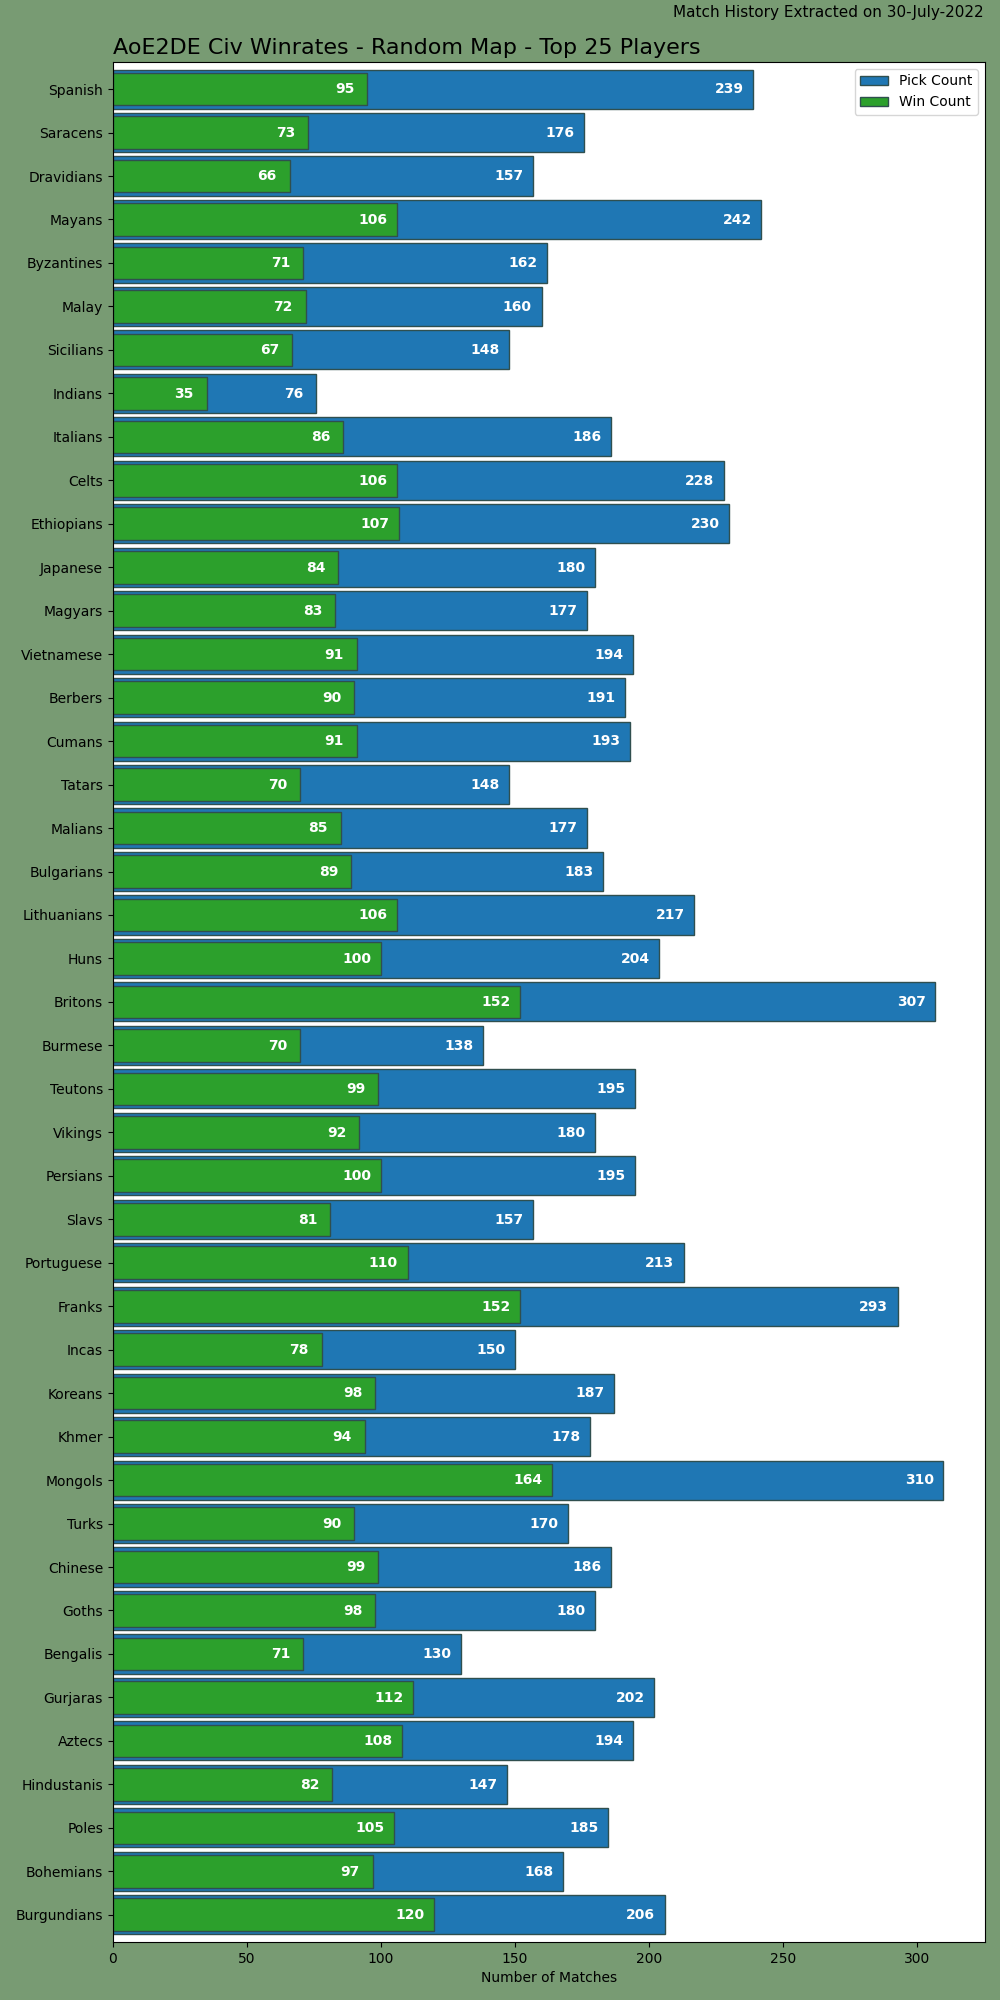 Match History Extracted on 30-July-2022
AoE2DE Civ Winrates - Random Map - Top 25 Players
Pick Count
Win Count
Spanish 95 239
Saracens 73 176
Dravidians 66 157
Mayans 106 242
Byzantines 71 162
Malay 72 160
Sicilians 67 148
Indians 35 76
Italians 86 186
Celts 106 228
Ethiopians 107 230
Japanese 84 180
Magyars 83 177
Vietnamese 91 194
Berbers 90 191
Cumans 91 193
Tatars 70 148
Malians 85 177
Bulgarians 89 183
Lithuanians 106 217
Huns 100 204
Britons 152 307
Burmese 70 138
Teutons 99 195
Vikings 92 180
Persians 100 195
Slavs 81 157
Portuguese 110 213
Franks 152 293
Incas 78 150
Koreans 98 187
Khmer 94 178
Mongols 164 310
Turks 90 170
Chinese 99 186
Goths 98 180
Bengalis 71 130
Gurjaras 112 202
Aztecs 108 194
Hindustanis 82 147
Poles 105 185
Bohemians 97 168
Burgundians 120 206
0 50 100 150 200 250 300
Number of Matches